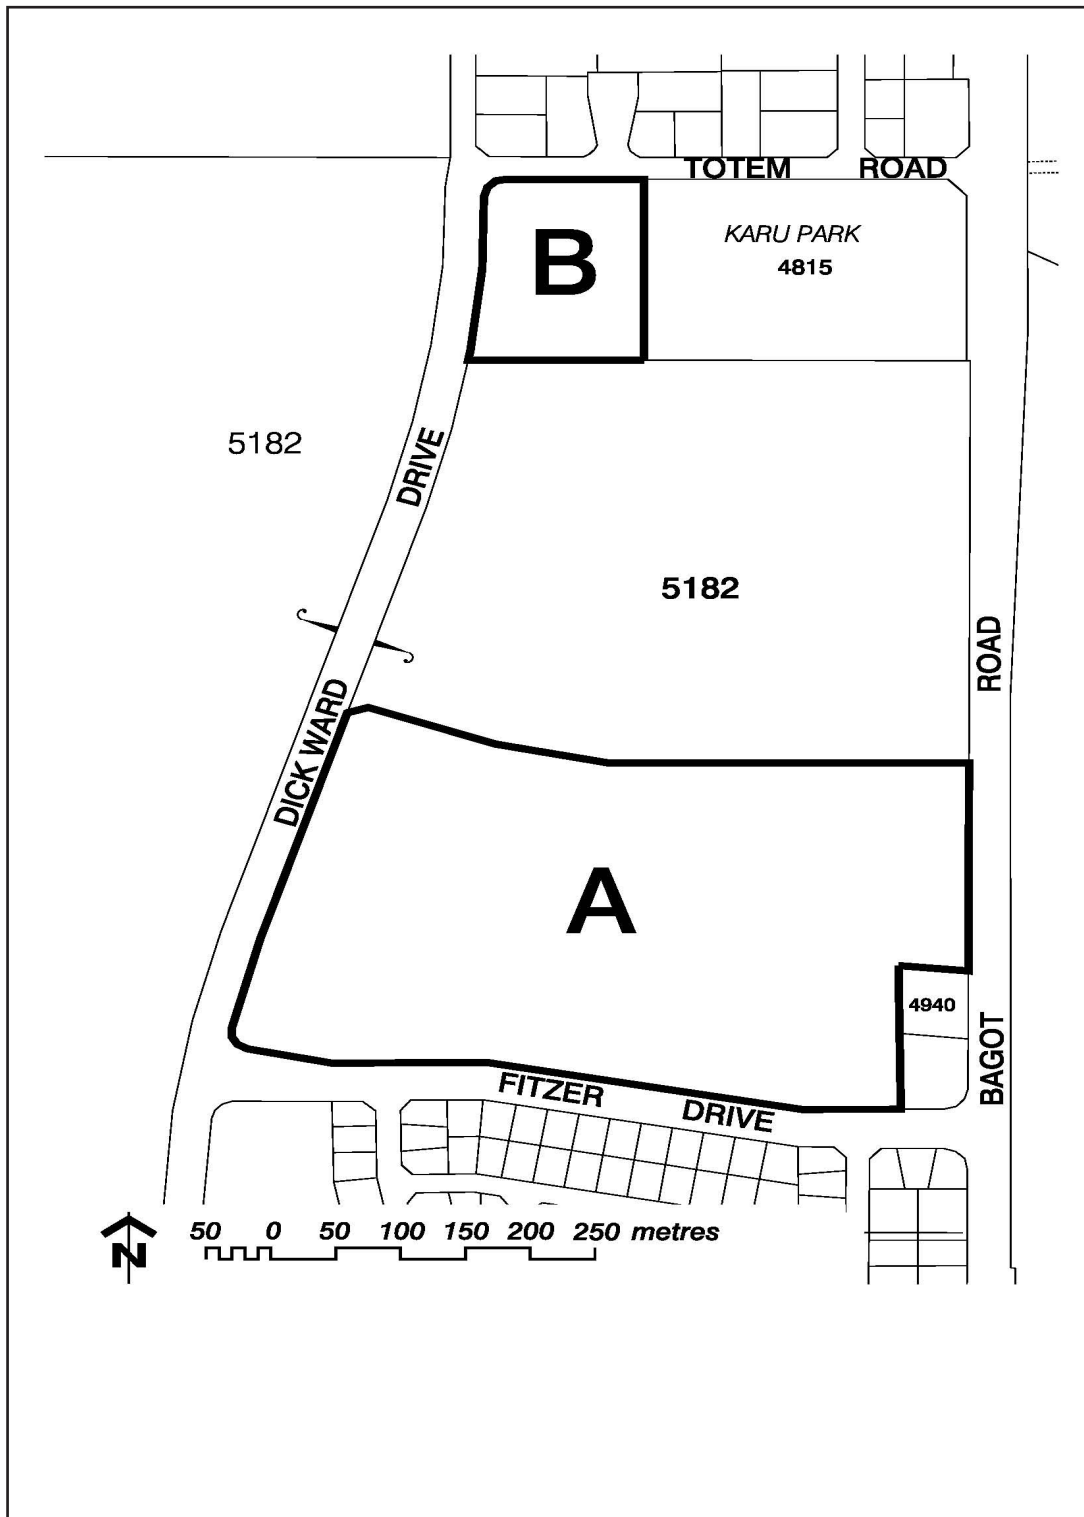 TOTEM ROAD
B
KARU PARK
4815
5182
DRIVE
5182
ROAD
DICK WARD
A
4940
BAGOT
FITZER DRIVE
N
50 0 50 100 150 200 250 metres